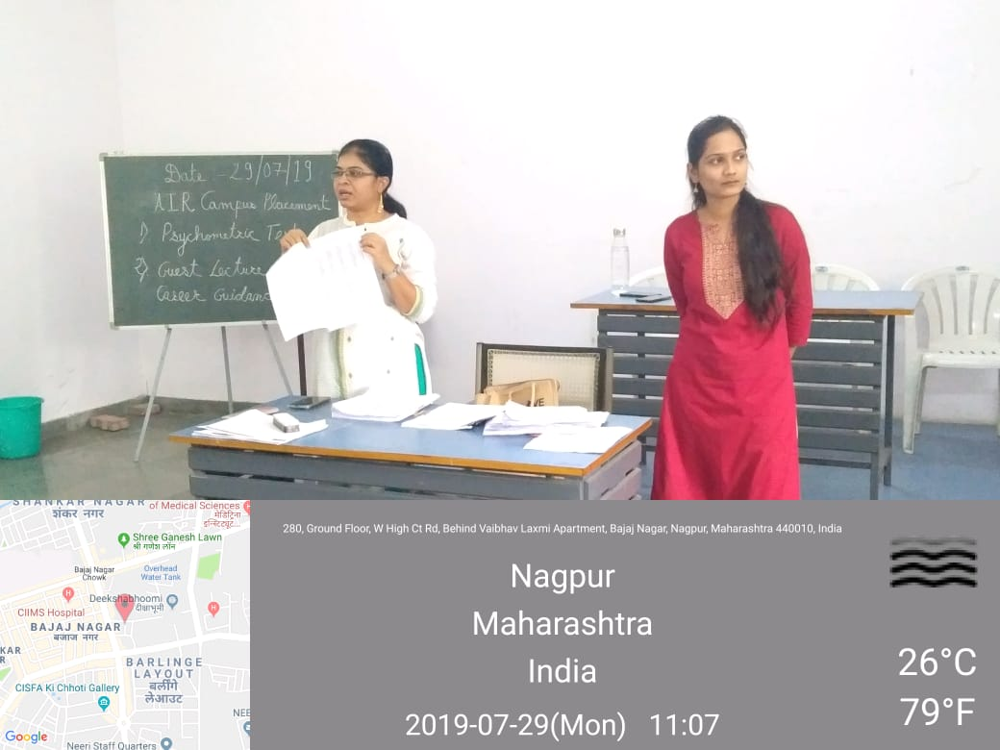 Date :- 29/07/19
AIR Campus Placement
1) Psychometric Test
2) Guest Lecture
Career Guidanc
SHANKAR NAGAR
शंकर नगर
of Medical Sciences
Shree Ganesh Lawn
श्री गणेश लॉन
Bajaj Nagar
Chowk
Overhead
Water Tank
Deekshabhoomi
दीक्षाभूमी
CIIMS Hospital
BAJAJ NAGAR
बजाज नगर
KAR
R
BARLINGE
LAYOUT
बर्लींगे
लेआउट
CISFA Ki Chhoti Gallery
NEE
Neeri Staff Quarters
Google
280, Ground Floor, W High Ct Rd, Behind Vaibhav Laxmi Apartment, Bajaj Nagar, Nagpur, Maharashtra 440010, India
Nagpur
Maharashtra
India
2019-07-29(Mon) 11:07
26°C
79°F